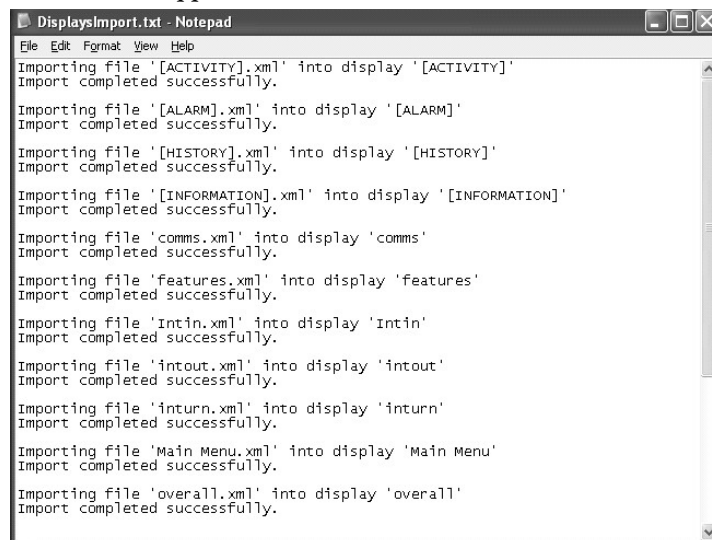 DisplaysImport.txt - Notepad
File Edit Format View Help
Importing file '[ACTIVITY].xml' into display '[ACTIVITY]'
Import completed successfully.
Importing file '[ALARM].xml' into display '[ALARM]'
Import completed successfully.
Importing file '[HISTORY].xml' into display '[HISTORY]'
Import completed successfully.
Importing file '[INFORMATION].xml' into display '[INFORMATION]'
Import completed successfully.
Importing file 'comms.xml' into display 'comms'
Import completed successfully.
Importing file 'features.xml' into display 'features'
Import completed successfully.
Importing file 'Intin.xml' into display 'Intin'
Import completed successfully.
Importing file 'intout.xml' into display 'intout'
Import completed successfully.
Importing file 'inturn.xml' into display 'inturn'
Import completed successfully.
Importing file 'Main Menu.xml' into display 'Main Menu'
Import completed successfully.
Importing file 'overall.xml' into display 'overall'
Import completed successfully.